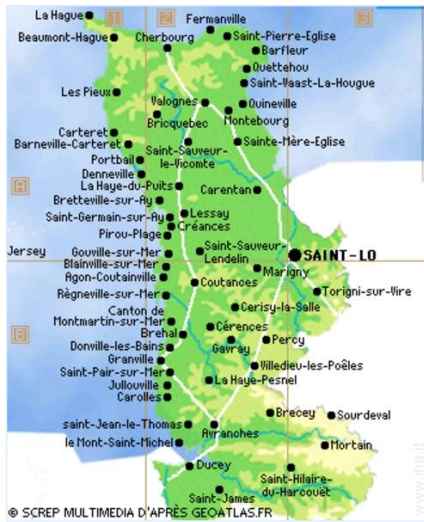 1
2
3
La Hague
Fermanville
Beaumont-Hague
Cherbourg
Saint-Pierre-Eglise
Barfleur
Quettehou
Les Pieux
Saint-Vaast-La-Hougue
Valognes
Quineville
Bricquebec
Montebourg
Carteret
Barneville-Carteret
Saint-Sauveur-
le-Vicomte
Sainte-Mère-Eglise
Portbail
Denneville
A
La Haye-du-Puits
Carentan
Bretteville-sur-Ay
Saint-Germain-sur-Ay
Lessay
Créances
Pirou-Plage
Jersey
Gouville-sur-Mer
Saint-Sauveur-
Lendelin
SAINT-LO
Blainville-sur-Mer
Marigny
Agon-Coutainville
Coutances
Règneville-sur-Mer
Torigni-sur-Vire
Canton de
Montmartin-sur-Mer
Cerisy-la-Salle
B
Brehal
Cérences
Donville-les-Bains
Gavray
Percy
Granville
Saint-Pair-sur-Mer
Villedieu-les-Poêles
Jullouville
La Haye-Pesnel
Carolles
Brecey
Sourdeval
saint-Jean-le-Thomas
Avranches
le Mont-Saint-Michel
Mortain
Ducey
Saint-Hilaire-
du-Harcouët
Saint-James
© SCREP MULTIMEDIA D'APRÈS GEOATLAS.FR
www.iha.it